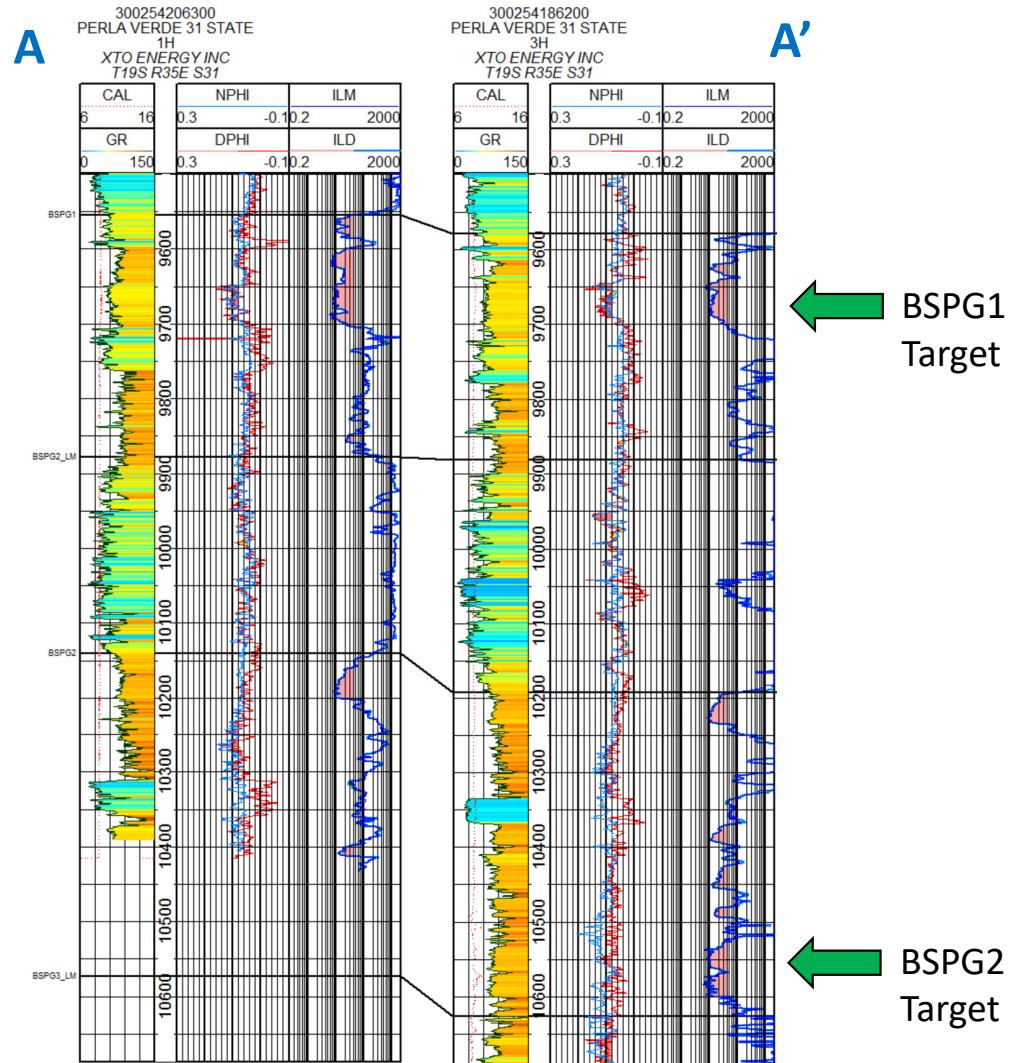 A
300254206300
PERLA VERDE 31 STATE
1H
XTO ENERGY INC
T19S R35E S31
300254186200
PERLA VERDE 31 STATE
3H
XTO ENERGY INC
T19S R35E S31
A'
CAL NPHI ILM
6 16 0.3 -0.1 0.2 2000
GR DPHI ILD
0 150 0.3 -0.1 0.2 2000
CAL NPHI ILM
6 16 0.3 -0.1 0.2 2000
GR DPHI ILD
0 150 0.3 -0.1 0.2 2000
BSPG1
BSPG2_LM
BSPG2
BSPG3_LM
9600
9700
9800
9900
10000
10100
10200
10300
10400
10500
10600
9600
9700
9800
9900
10000
10100
10200
10300
10400
10500
10600
BSPG1
Target
BSPG2
Target